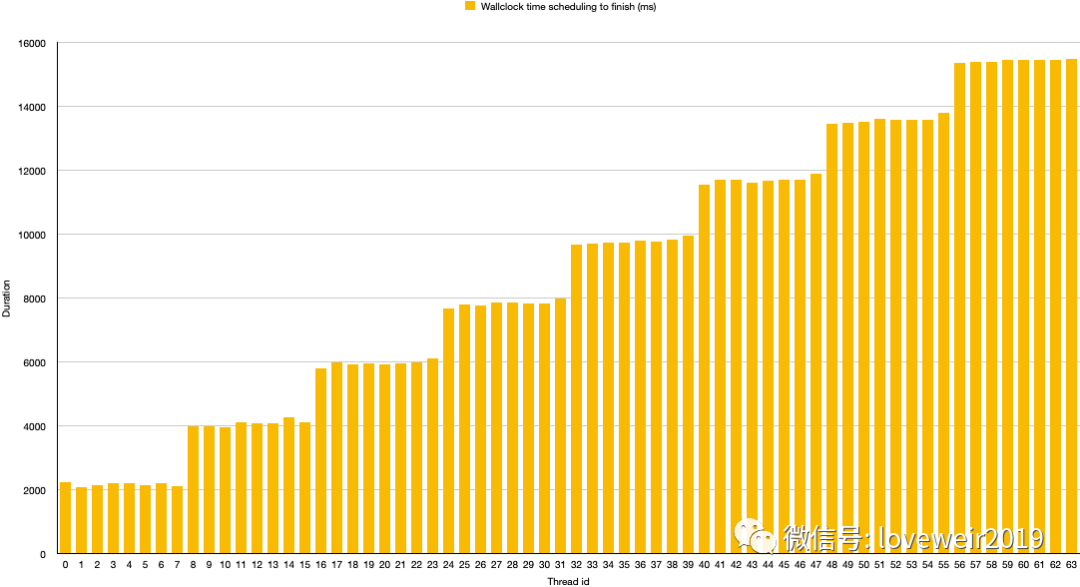 Wallclock time scheduling to finish (ms)
16000
14000
12000
10000
8000
6000
4000
2000
0
Duration
0 1 2 3 4 5 6 7 8 9 10 11 12 13 14 15 16 17 18 19 20 21 22 23 24 25 26 27 28 29 30 31 32 33 34 35 36 37 38 39 40 41 42 43 44 45 46 47 48 49 50 51 52 53 54 55 56 57 58 59 60 61 62 63
Thread id
微信号: loveweir2019